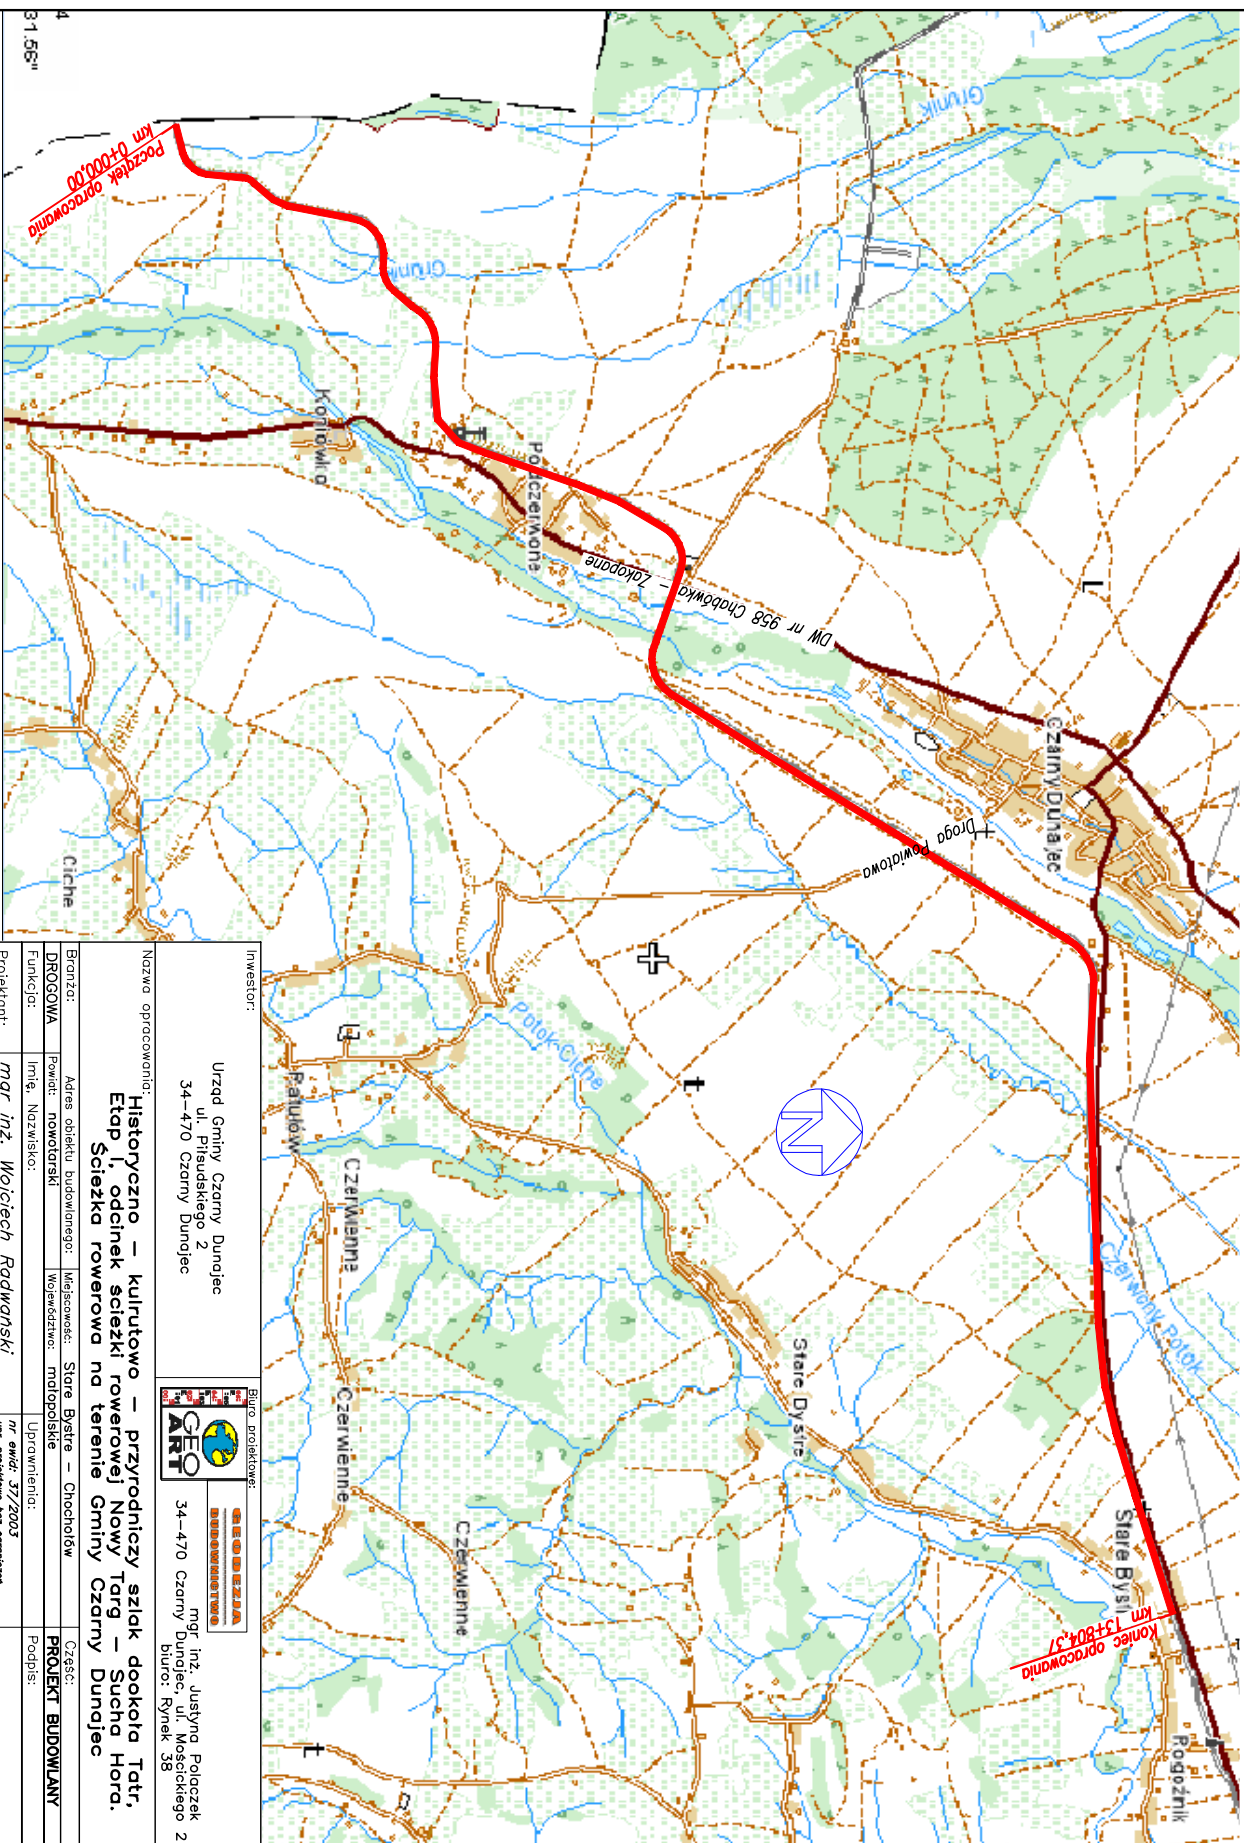 31.56"
4
Początek opracowania
km 0+000,00
Grunik
Grunik
Koniówka
Podczerwone
DW nr 958 Chabówka – Zakopane
L
Czarny Dunajec
Droga Powiatowa
Ciche
Potok Ciche
Ratułów
Czerwienne
Czerwienne
Czerwienne
t
t
N
Czerwony Potok
Stare Bystre
Stare Byst
Koniec opracowania
km 13+804,37
Rogoźnik
Inwestor:
Urząd Gminy Czarny Dunajec
ul. Piłsudskiego 2
34-470 Czarny Dunajec
Biuro projektowe:
GEO
ART
GEODEZJA
BUDOWNICTWO
mgr inż. Justyna Polaczek
34-470 Czarny Dunajec, ul. Mościckiego 2
biuro: Rynek 38
Nazwa opracowania:
Historyczno – kulrutowo – przyrodniczy szlak dookoła Tatr,
Etap I, odcinek scieżki rowerowej Nowy Targ – Sucha Hora.
Ścieżka rowerowa na terenie Gminy Czarny Dunajec
Branża:
DROGOWA
Adres obiektu budowlanego:
Powiat: nowotarski
Miejscowość: Stare Bystre – Chochołów
Województwo: małopolskie
Część:
PROJEKT BUDOWLANY
Funkcja:
Imię, Nazwisko:
Uprawnienia:
Podpis:
Projektant:
mgr inż. Wojciech Radwański
nr ewid: 37/2003